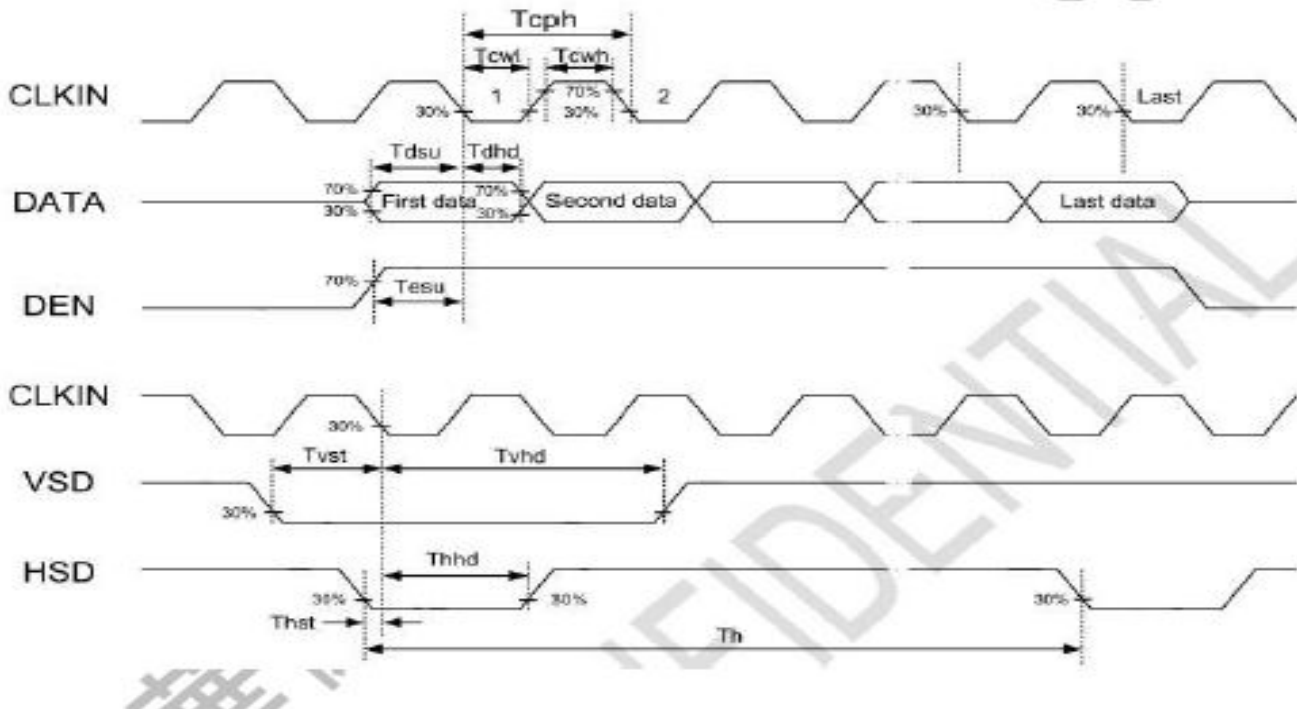 Tcph
Tcwl Tcwh
CLKIN 30% 1 70% 30% 2 30% 30% Last
Tdsu Tdhd
DATA 70% 30% First data 70% 30% Second data Last data
DEN 70% Tesu
CLKIN 30%
Tvst Tvhd
VSD 30%
Thhd
HSD 30% 30% 30%
Thst
Th